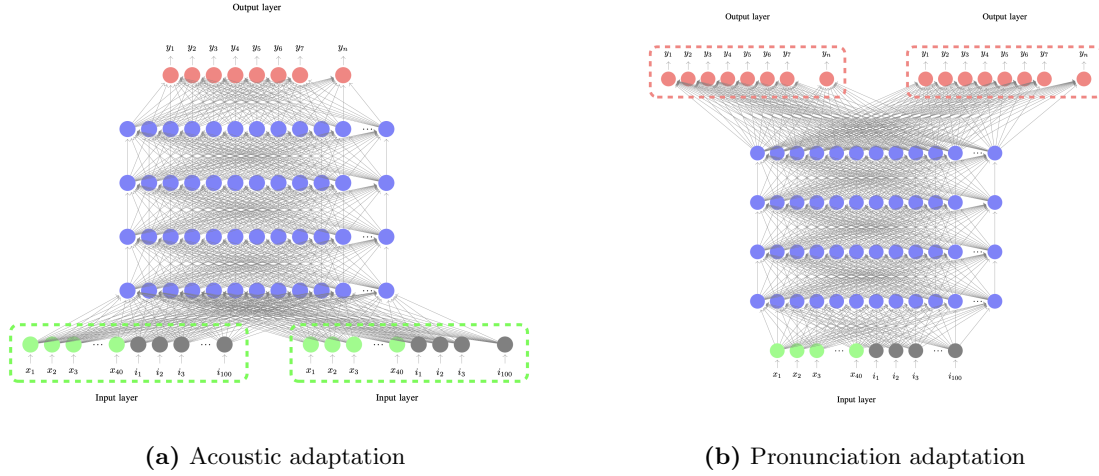 Output layer
y₁ y₂ y₃ y₄ y₅ y₆ y₇ yₙ
...
...
...
...
... ...
... ...
x₁ x₂ x₃ x₄₀ i₁ i₂ i₃ i₁₀₀
x₁ x₂ x₃ x₄₀ i₁ i₂ i₃ i₁₀₀
Input layer
Input layer
(a) Acoustic adaptation
Output layer
Output layer
y₁ y₂ y₃ y₄ y₅ y₆ y₇ yₙ
y₁ y₂ y₃ y₄ y₅ y₆ y₇ yₙ
...
...
...
...
... ...
x₁ x₂ x₃ x₄₀ i₁ i₂ i₃ i₁₀₀
Input layer
(b) Pronunciation adaptation